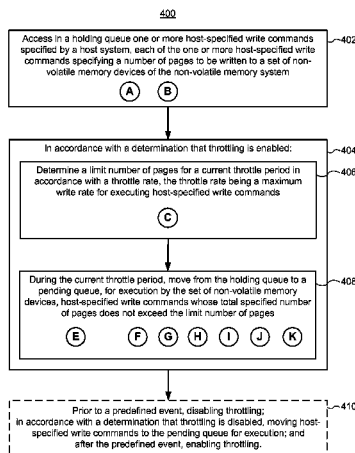 400
Access in a holding queue one or more host-specified write commands
specified by a host system, each of the one or more host-specified write
commands specifying a number of pages to be written to a set of non-
volatile memory devices of the non-volatile memory system
402
A B
In accordance with a determination that throttling is enabled:
404
Determine a limit number of pages for a current throttle period in
accordance with a throttle rate, the throttle rate being a maximum
write rate for executing host-specified write commands
406
C
During the current throttle period, move from the holding queue to a
pending queue, for execution by the set of non-volatile memory
devices, host-specified write commands whose total specified number
of pages does not exceed the limit number of pages
408
E F G H I J K
Prior to a predefined event, disabling throttling;
in accordance with a determination that throttling is disabled, moving host-
specified write commands to the pending queue for execution; and
after the predefined event, enabling throttling.
410